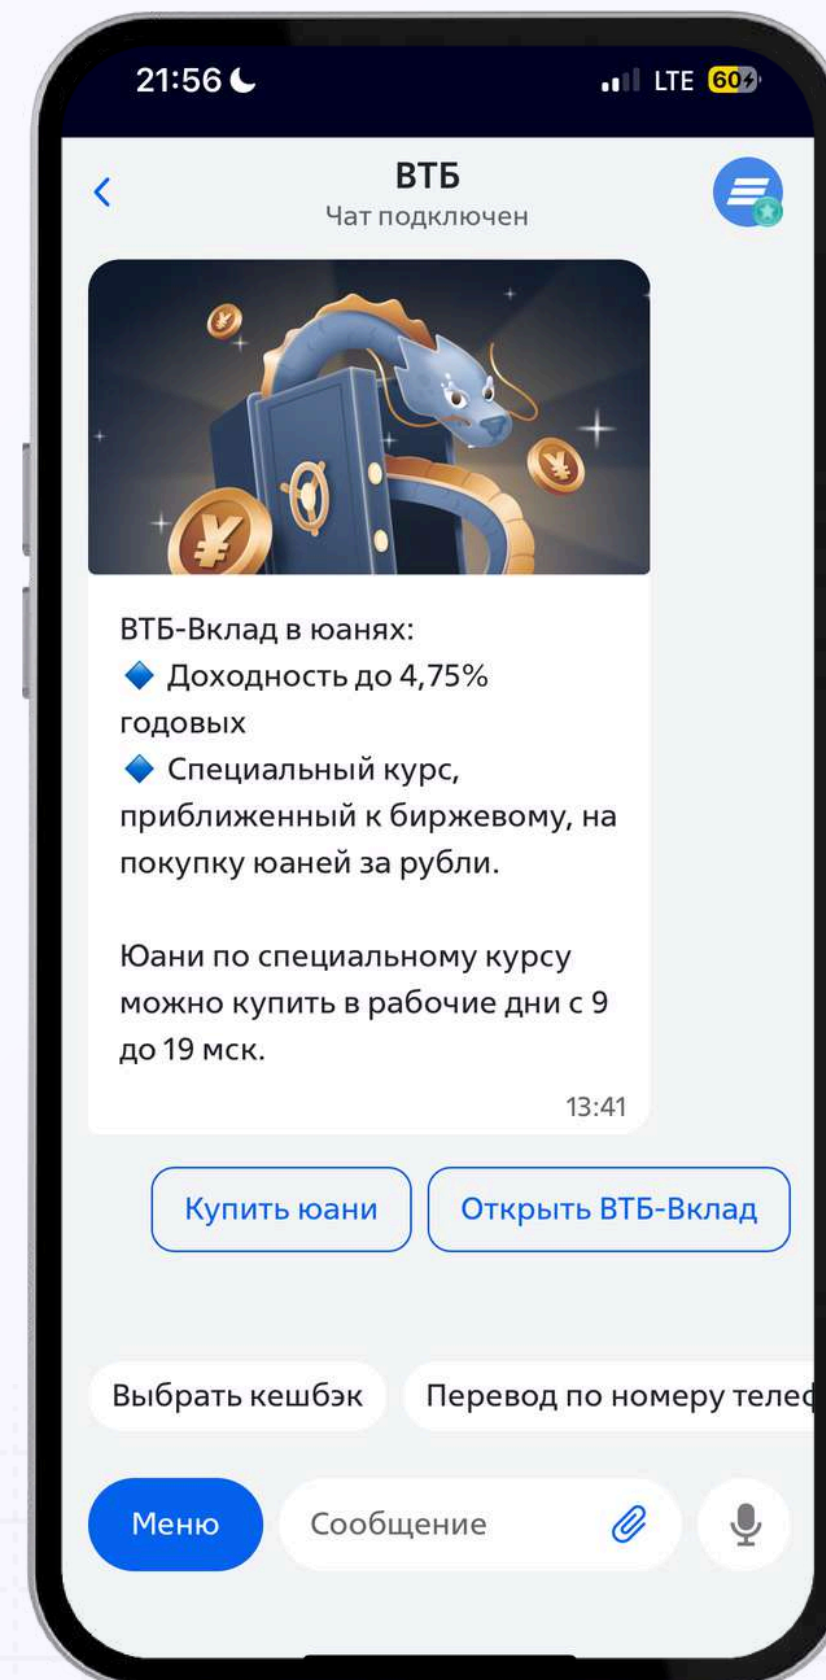 21:56
LTE 60
ВТБ
Чат подключен
¥
¥
¥
ВТБ-Вклад в юанях:
🔷 Доходность до 4,75%
годовых
🔷 Специальный курс,
приближенный к биржевому, на
покупку юаней за рубли.
Юани по специальному курсу
можно купить в рабочие дни с 9
до 19 мск.
13:41
Купить юани
Открыть ВТБ-Вклад
Выбрать кешбэк
Перевод по номеру
Меню
Сообщение